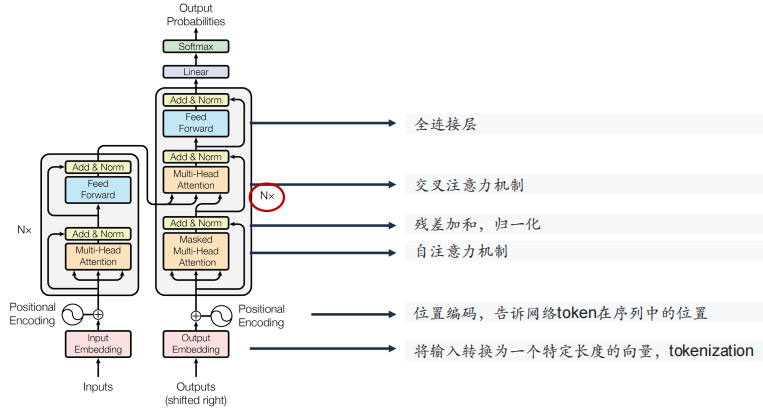 Output
Probabilities
Softmax
Linear
Add & Norm
Feed
Forward
Add & Norm
Multi-Head
Attention
Add & Norm
Masked
Multi-Head
Attention
N×
Add & Norm
Feed
Forward
Add & Norm
Multi-Head
Attention
N×
Positional
Encoding
Positional
Encoding
Input
Embedding
Output
Embedding
Inputs
Outputs
(shifted right)
全连接层
交叉注意力机制
残差加和，归一化
自注意力机制
位置编码，告诉网络token在序列中的位置
将输入转换为一个特定长度的向量，tokenization